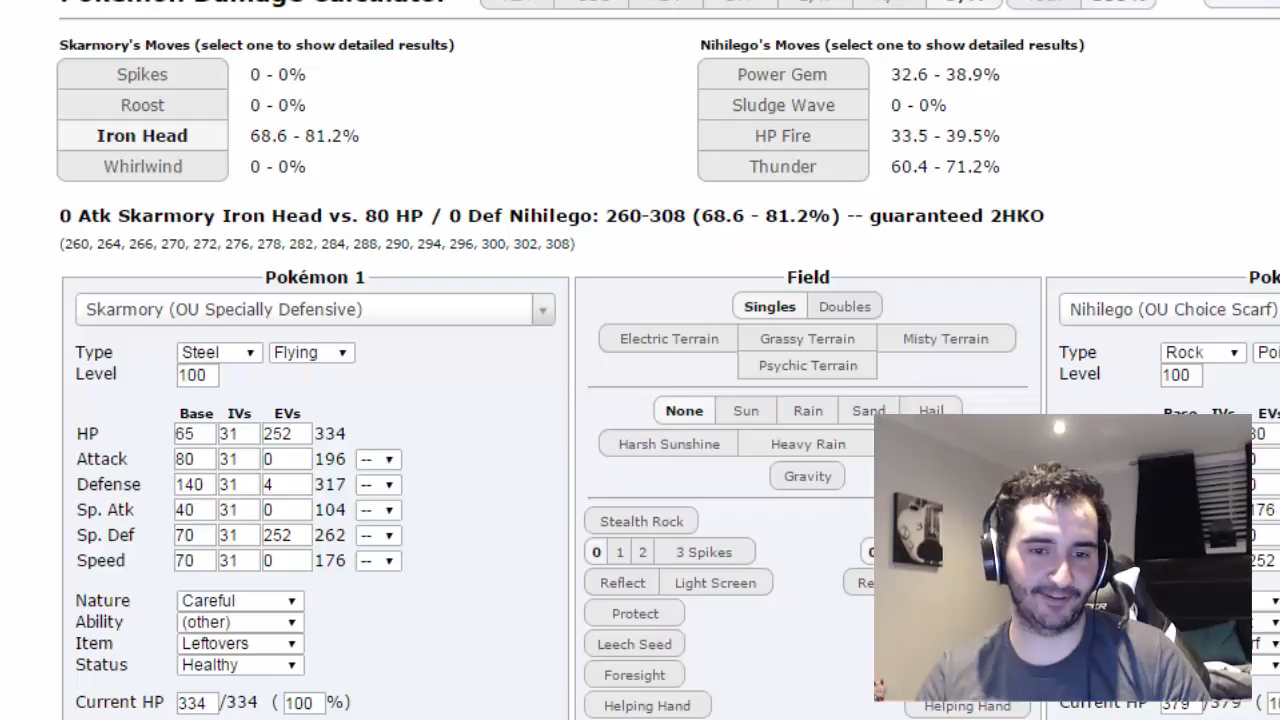 Skarmory's Moves (select one to show detailed results)
Nihilego's Moves (select one to show detailed results)
Spikes 0 - 0%
Power Gem 32.6 - 38.9%
Roost 0 - 0%
Sludge Wave 0 - 0%
Iron Head 68.6 - 81.2%
HP Fire 33.5 - 39.5%
Whirlwind 0 - 0%
Thunder 60.4 - 71.2%
0 Atk Skarmory Iron Head vs. 80 HP / 0 Def Nihilego: 260-308 (68.6 - 81.2%) -- guaranteed 2HKO
(260, 264, 266, 270, 272, 276, 278, 282, 284, 288, 290, 294, 296, 300, 302, 308)
Pokémon 1
Skarmory (OU Specially Defensive)
Type Steel Flying
Level 100
Base IVs EVs
HP 65 31 252 334
Attack 80 31 0 196 --
Defense 140 31 4 317 --
Sp. Atk 40 31 0 104 --
Sp. Def 70 31 252 262 --
Speed 70 31 0 176 --
Nature Careful
Ability (other)
Item Leftovers
Status Healthy
Current HP 334 /334 ( 100 %)
Field
Singles Doubles
Electric Terrain Grassy Terrain Misty Terrain
Psychic Terrain
None Sun Rain Sand Hail
Harsh Sunshine Heavy Rain
Gravity
Stealth Rock
0 1 2 3 Spikes
Reflect Light Screen
Protect
Leech Seed
Foresight
Helping Hand
Helping Hand
Nihilego (OU Choice Scarf)
Type Rock
Level 100